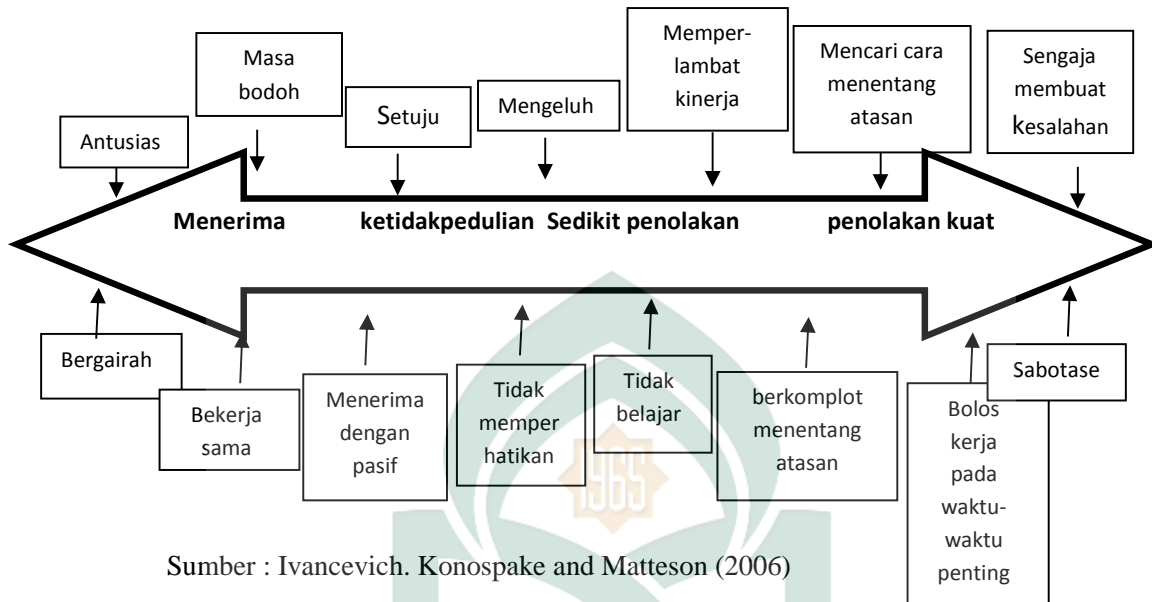 Masa
bodoh
Memper-
lambat
kinerja
Mencari cara
menentang
atasan
Sengaja
membuat
kesalahan
Antusias
Setuju
Mengeluh
Menerima ketidakpedulian Sedikit penolakan penolakan kuat
Bergairah
Bekerja
sama
Menerima
dengan
pasif
Tidak
memper
hatikan
Tidak
belajar
berkomplot
menentang
atasan
Bolos
kerja
pada
waktu-
waktu
penting
Sabotase
1965
Sumber : Ivancevich. Konospake and Matteson (2006)